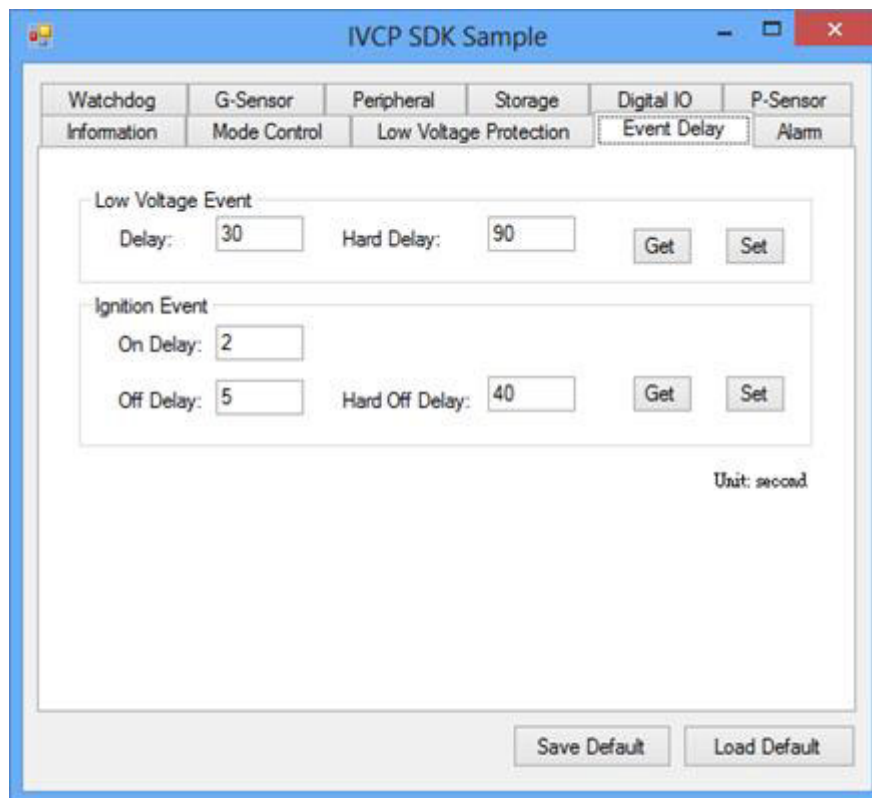 IVCP SDK Sample
Watchdog G-Sensor Peripheral Storage Digital IO P-Sensor
Information Mode Control Low Voltage Protection Event Delay Alarm
Low Voltage Event
Delay: 30 Hard Delay: 90 Get Set
Ignition Event
On Delay: 2
Off Delay: 5 Hard Off Delay: 40 Get Set
Unit: second
Save Default Load Default